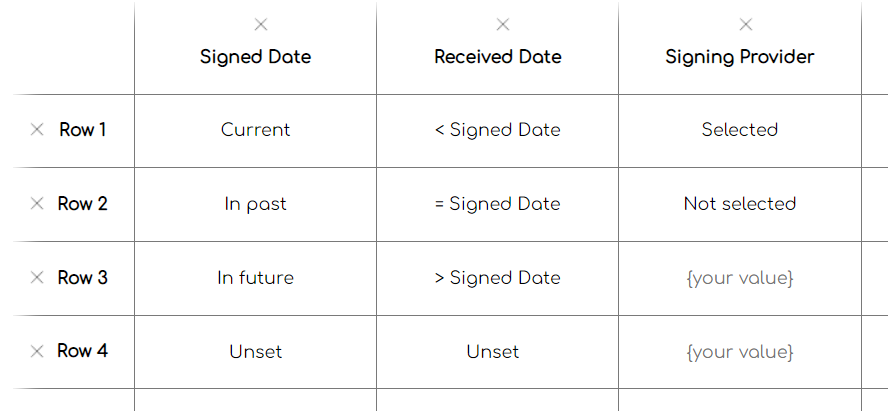 Signed Date Received Date Signing Provider
Row 1 Current < Signed Date Selected
Row 2 In past = Signed Date Not selected
Row 3 In future > Signed Date {your value}
Row 4 Unset Unset {your value}